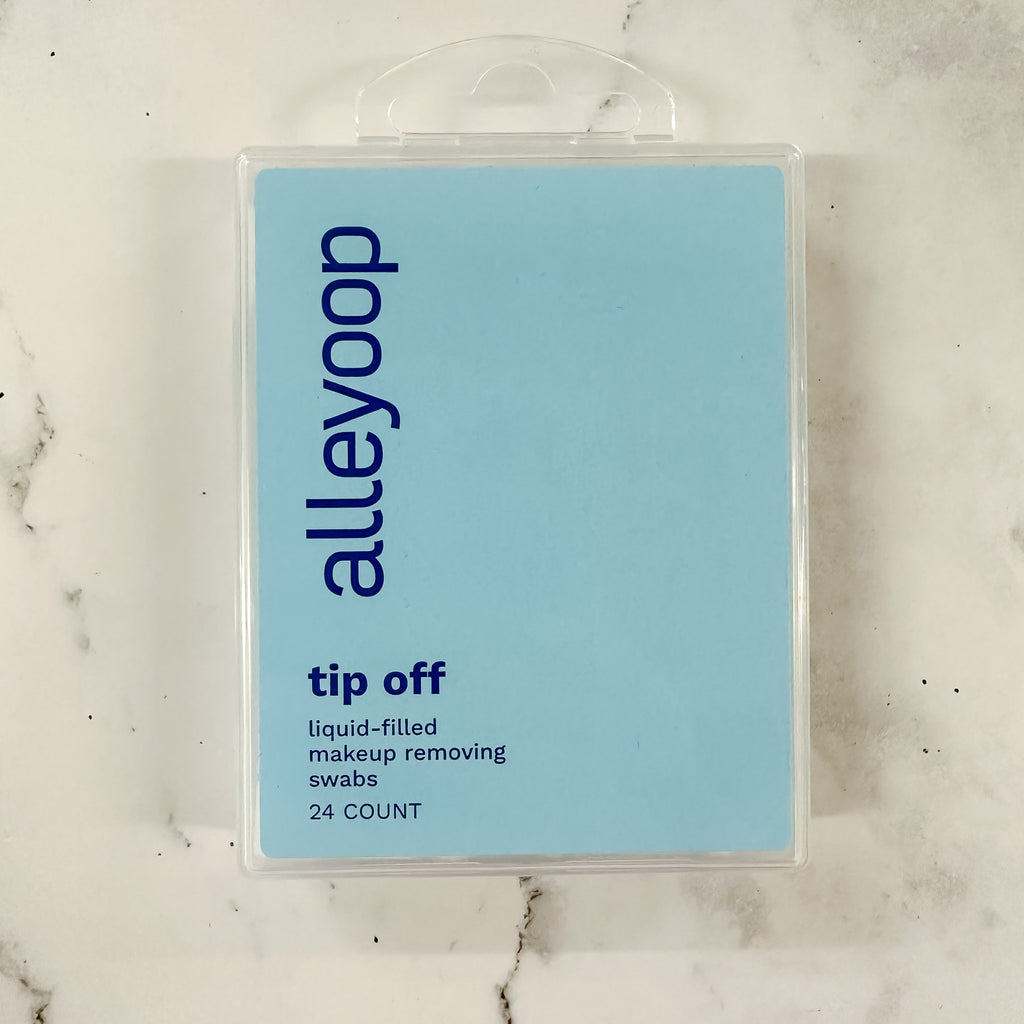 alleyoop
tip off
liquid-filled
makeup removing
swabs
24 COUNT